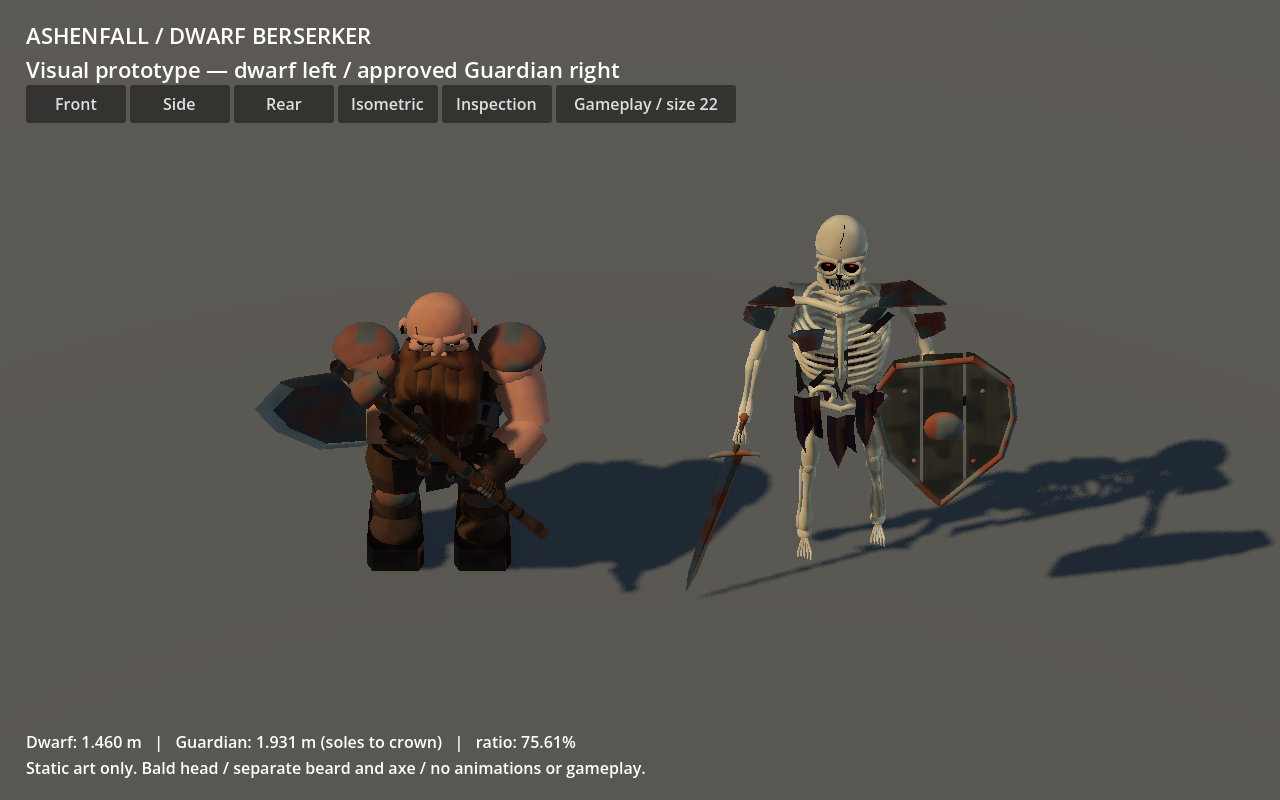 ASHENFALL / DWARF BERSERKER
Visual prototype — dwarf left / approved Guardian right
Front Side Rear Isometric Inspection Gameplay / size 22
Dwarf: 1.460 m | Guardian: 1.931 m (soles to crown) | ratio: 75.61%
Static art only. Bald head / separate beard and axe / no animations or gameplay.